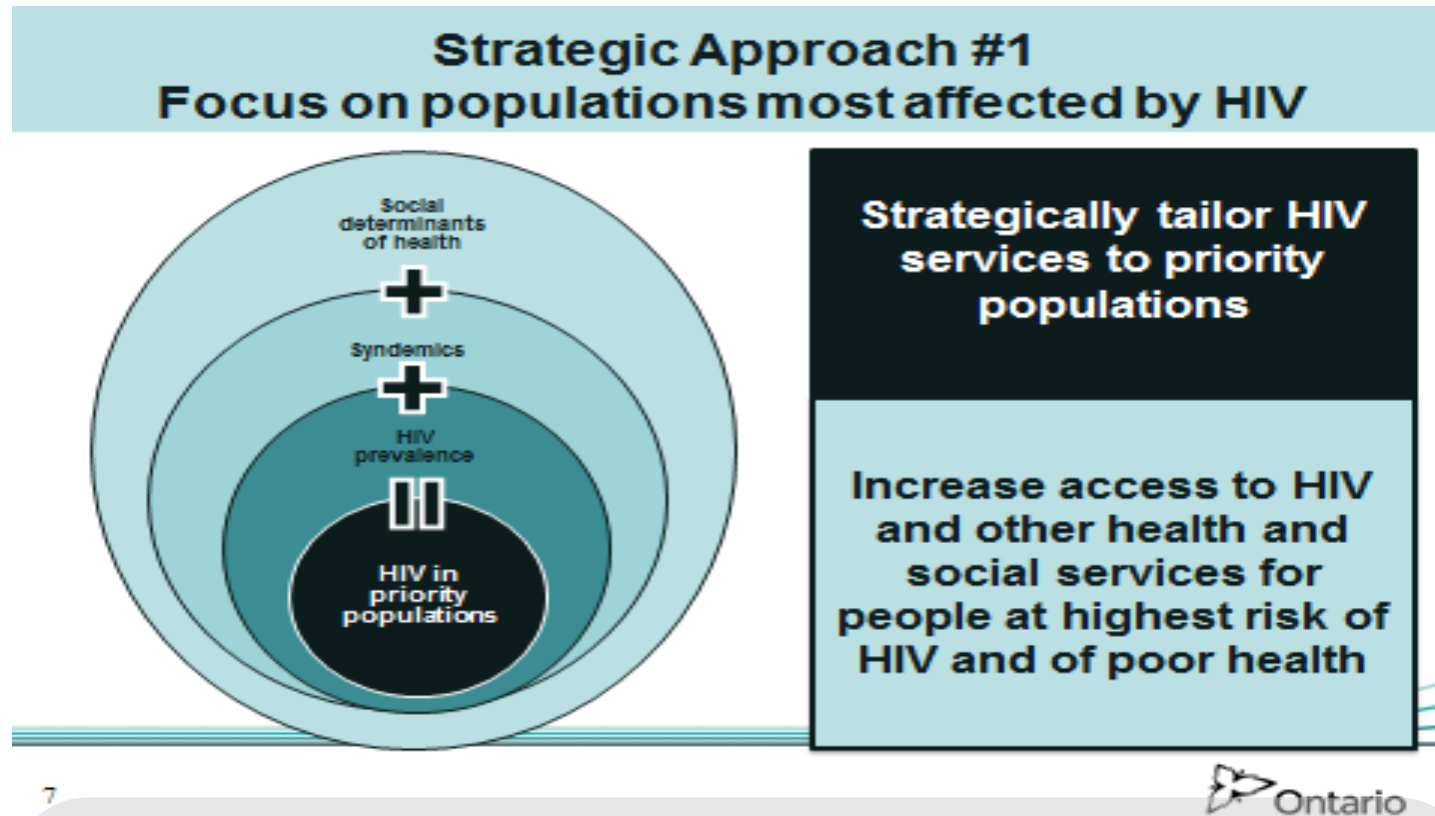 Strategic Approach #1
Focus on populations most affected by HIV
Social
determinants
of health
Syndemics
HIV
prevalence
HIV in
priority
populations
Strategically tailor HIV
services to priority
populations
Increase access to HIV
and other health and
social services for
people at highest risk of
HIV and of poor health
7
Ontario